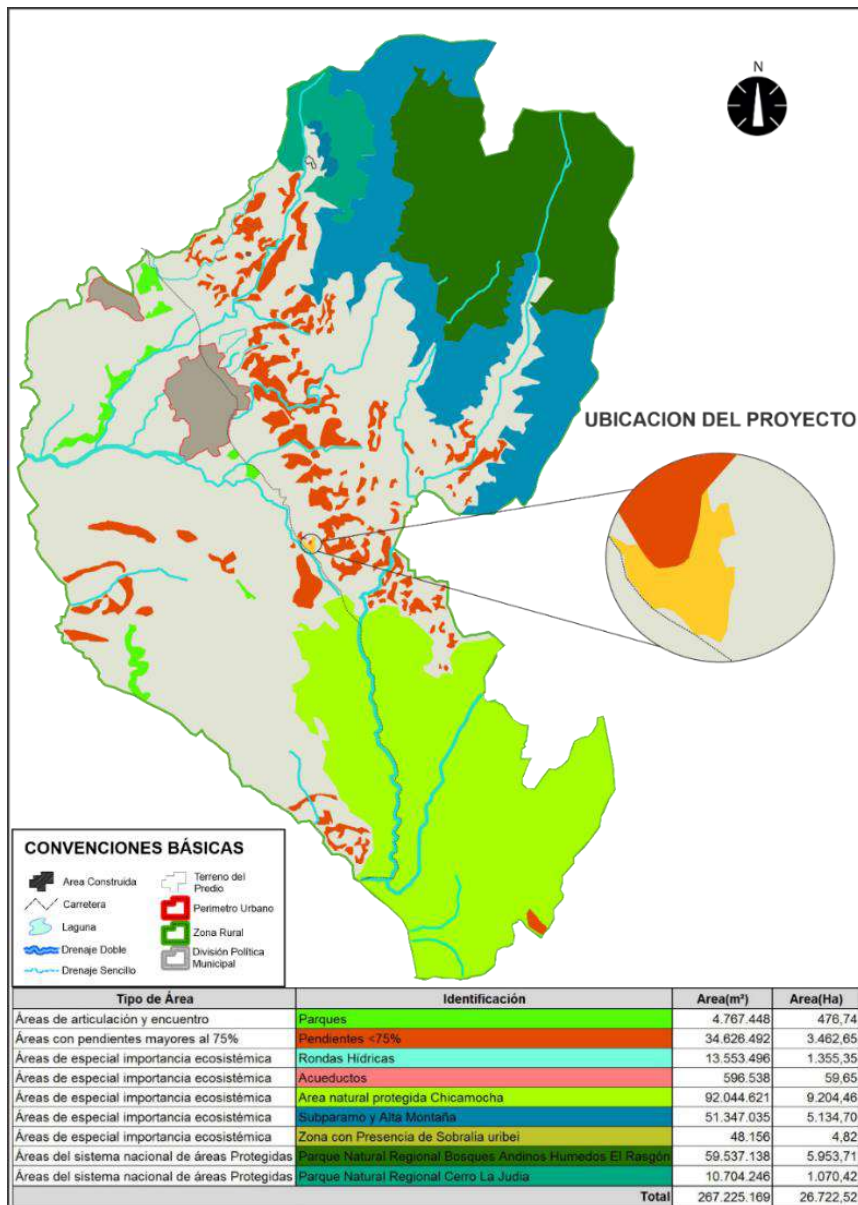 N
UBICACION DEL PROYECTO
CONVENCIONES BÁSICAS
Area Construida
Carretera
Laguna
Drenaje Doble
Drenaje Sencillo
Terreno del
Predio
Perimetro Urbano
Zona Rural
División Política
Municipal
Tipo de Área Identificación Area(m²) Area(Ha)
Áreas de articulación y encuentro Parques 4.767.448 476,74
Áreas con pendientes mayores al 75% Pendientes <75% 34.626.492 3.462,65
Áreas de especial importancia ecosistémica Rondas Hídricas 13.553.496 1.355,35
Áreas de especial importancia ecosistémica Acueductos 596.538 59,65
Áreas de especial importancia ecosistémica Area natural protegida Chicamocha 92.044.621 9.204,46
Áreas de especial importancia ecosistémica Subparamo y Alta Montaña 51.347.035 5.134,70
Áreas de especial importancia ecosistémica Zona con Presencia de Sobralia uribei 48.156 4,82
Áreas del sistema nacional de áreas Protegidas Parque Natural Regional Bosques Andinos Humedos El Rasgón 59.537.138 5.953,71
Áreas del sistema nacional de áreas Protegidas Parque Natural Regional Cerro La Judia 10.704.246 1.070,42
Total 267.225.169 26.722,52